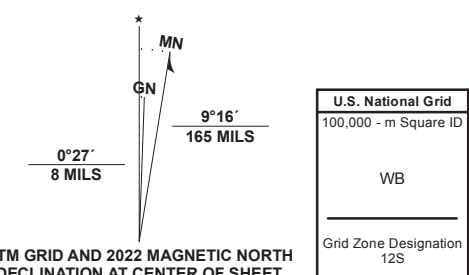 ★
MN
GN
9°16´
165 MILS
0°27´
8 MILS
TM GRID AND 2022 MAGNETIC NORTH
DECLINATION AT CENTER OF SHEET
U.S. National Grid
100,000 - m Square ID
WB
Grid Zone Designation
12S